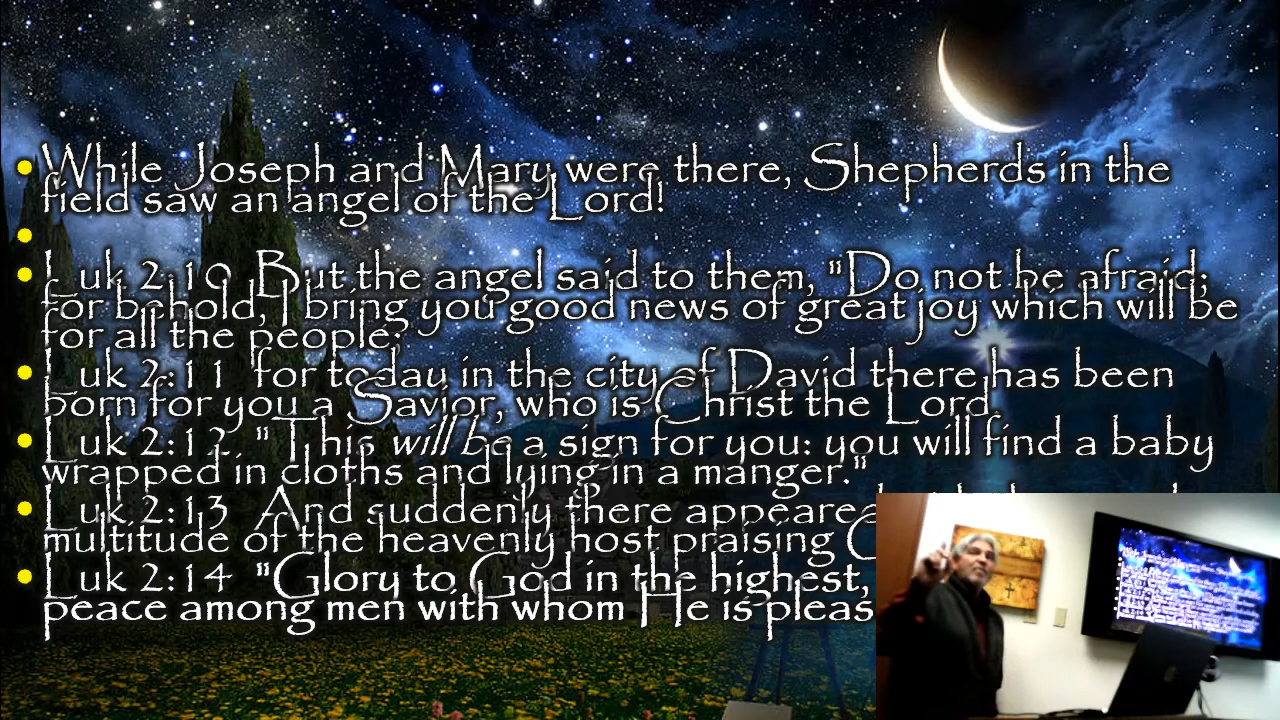 While Joseph and Mary were there, Shepherds in the
field saw an angel of the Lord!
Luk 2:10 But the angel said to them, "Do not be afraid;
for behold, I bring you good news of great joy which will be
for all the people;
Luk 2:11 for today in the city of David there has been
born for you a Savior, who is Christ the Lord.
Luk 2:12 "This will be a sign for you: you will find a baby
wrapped in cloths and lying in a manger."
Luk 2:13 And suddenly there appeared
multitude of the heavenly host praising
Luk 2:14 "Glory to God in the highest,
peace among men with whom He is